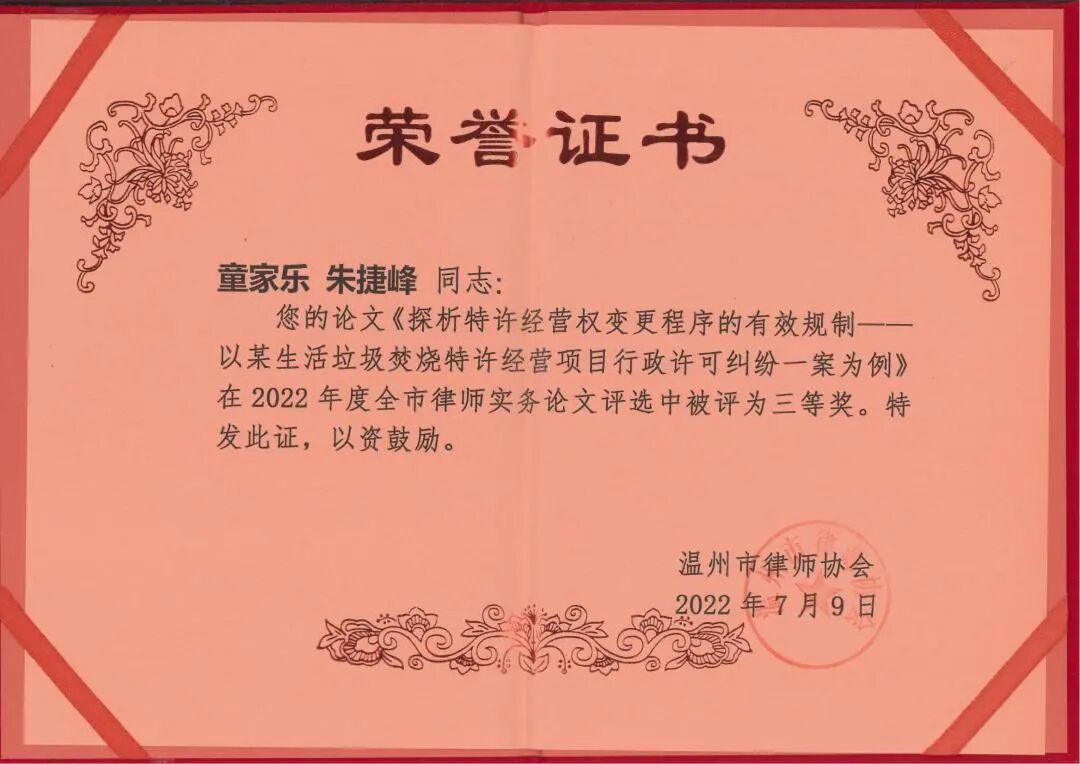 荣誉证书
童家乐 朱捷峰 同志：
您的论文《探析特许经营权变更程序的有效规制——
以某生活垃圾焚烧特许经营项目行政许可纠纷一案为例》
在 2022 年度全市律师实务论文评选中被评为三等奖。特
发此证，以资鼓励。
温州市律师协会
2022 年 7 月 9 日